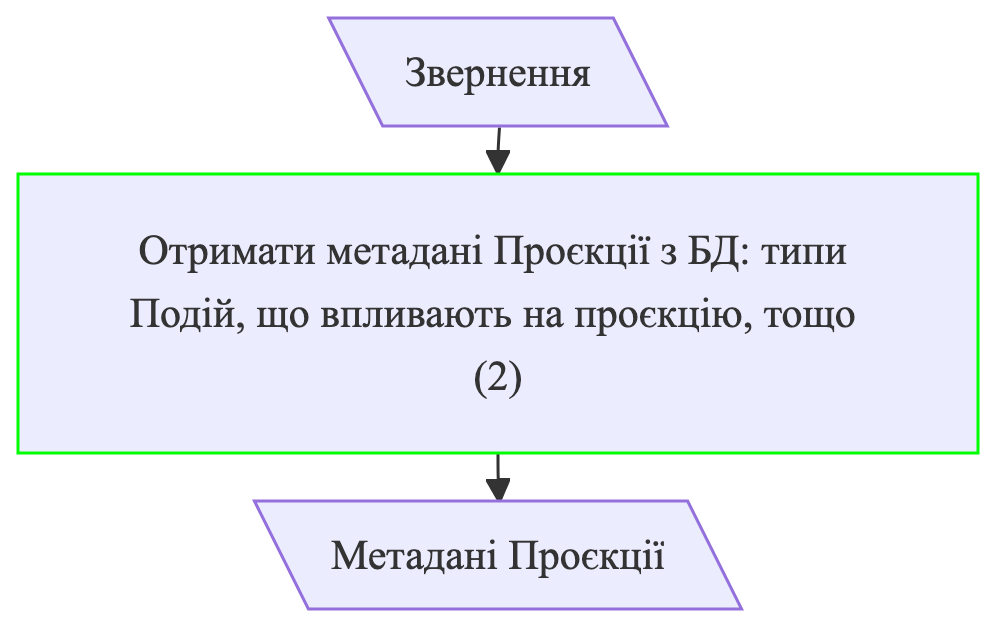 Звернення
Отримати метадані Проєкції з БД: типи
Подій, що впливають на проєкцію, тощо
(2)
Метадані Проєкції